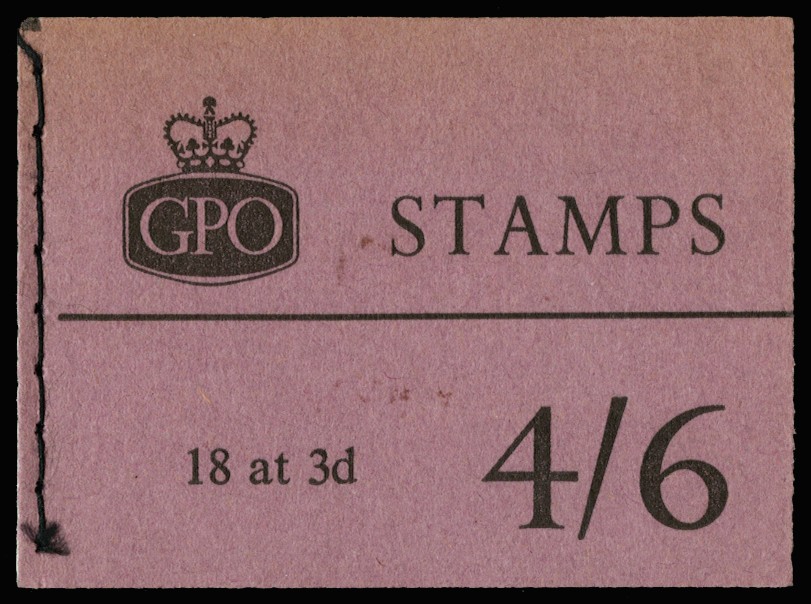 GPO
STAMPS
18 at 3d
4/6